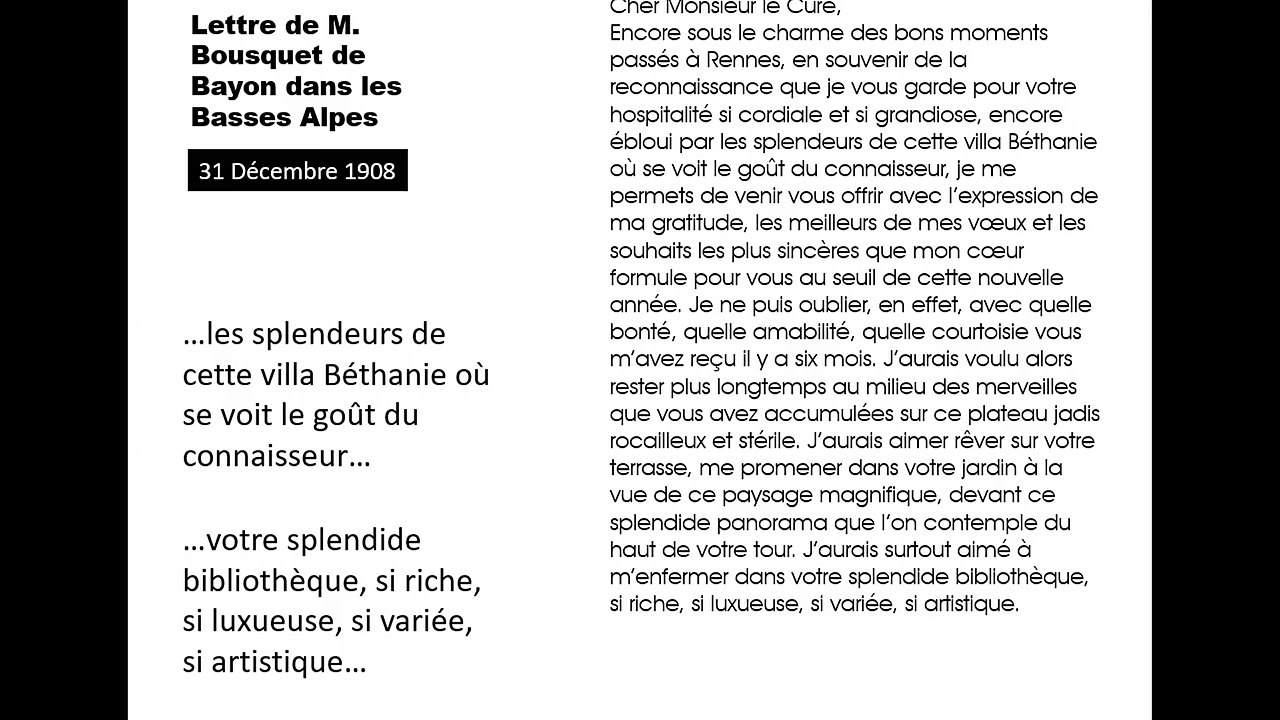 Lettre de M.
Bousquet de
Bayon dans les
Basses Alpes
31 Décembre 1908
...les splendeurs de
cette villa Béthanie où
se voit le goût du
connaisseur...
...votre splendide
bibliothèque, si riche,
si luxueuse, si variée,
si artistique...
Cher Monsieur le Curé,
Encore sous le charme des bons moments
passés à Rennes, en souvenir de la
reconnaissance que je vous garde pour votre
hospitalité si cordiale et si grandiose, encore
ébloui par les splendeurs de cette villa Béthanie
où se voit le goût du connaisseur, je me
permets de venir vous offrir avec l’expression de
ma gratitude, les meilleurs de mes vœux et les
souhaits les plus sincères que mon cœur
formule pour vous au seuil de cette nouvelle
année. Je ne puis oublier, en effet, avec quelle
bonté, quelle amabilité, quelle courtoisie vous
m’avez reçu il y a six mois. J’aurais voulu alors
rester plus longtemps au milieu des merveilles
que vous avez accumulées sur ce plateau jadis
rocailleux et stérile. J’aurais aimer rêver sur votre
terrasse, me promener dans votre jardin à la
vue de ce paysage magnifique, devant ce
splendide panorama que l’on contemple du
haut de votre tour. J’aurais surtout aimé à
m’enfermer dans votre splendide bibliothèque,
si riche, si luxueuse, si variée, si artistique.